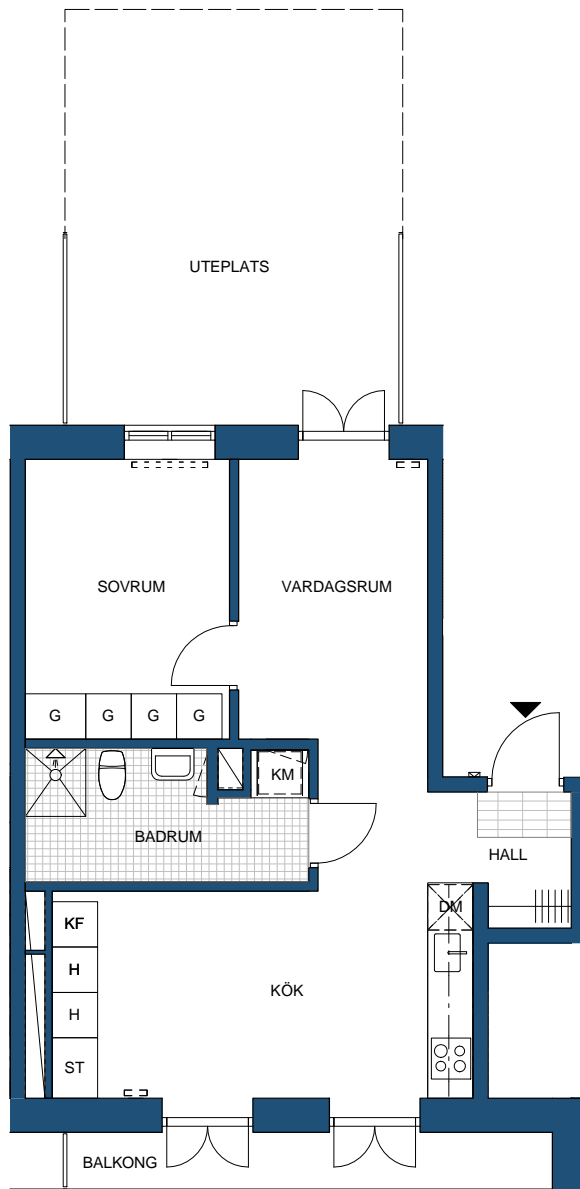 UTEPLATS
SOVRUM
VARDAGSRUM
G
G
G
G
KM
BADRUM
HALL
DM
KF
H
KÖK
H
ST
BALKONG